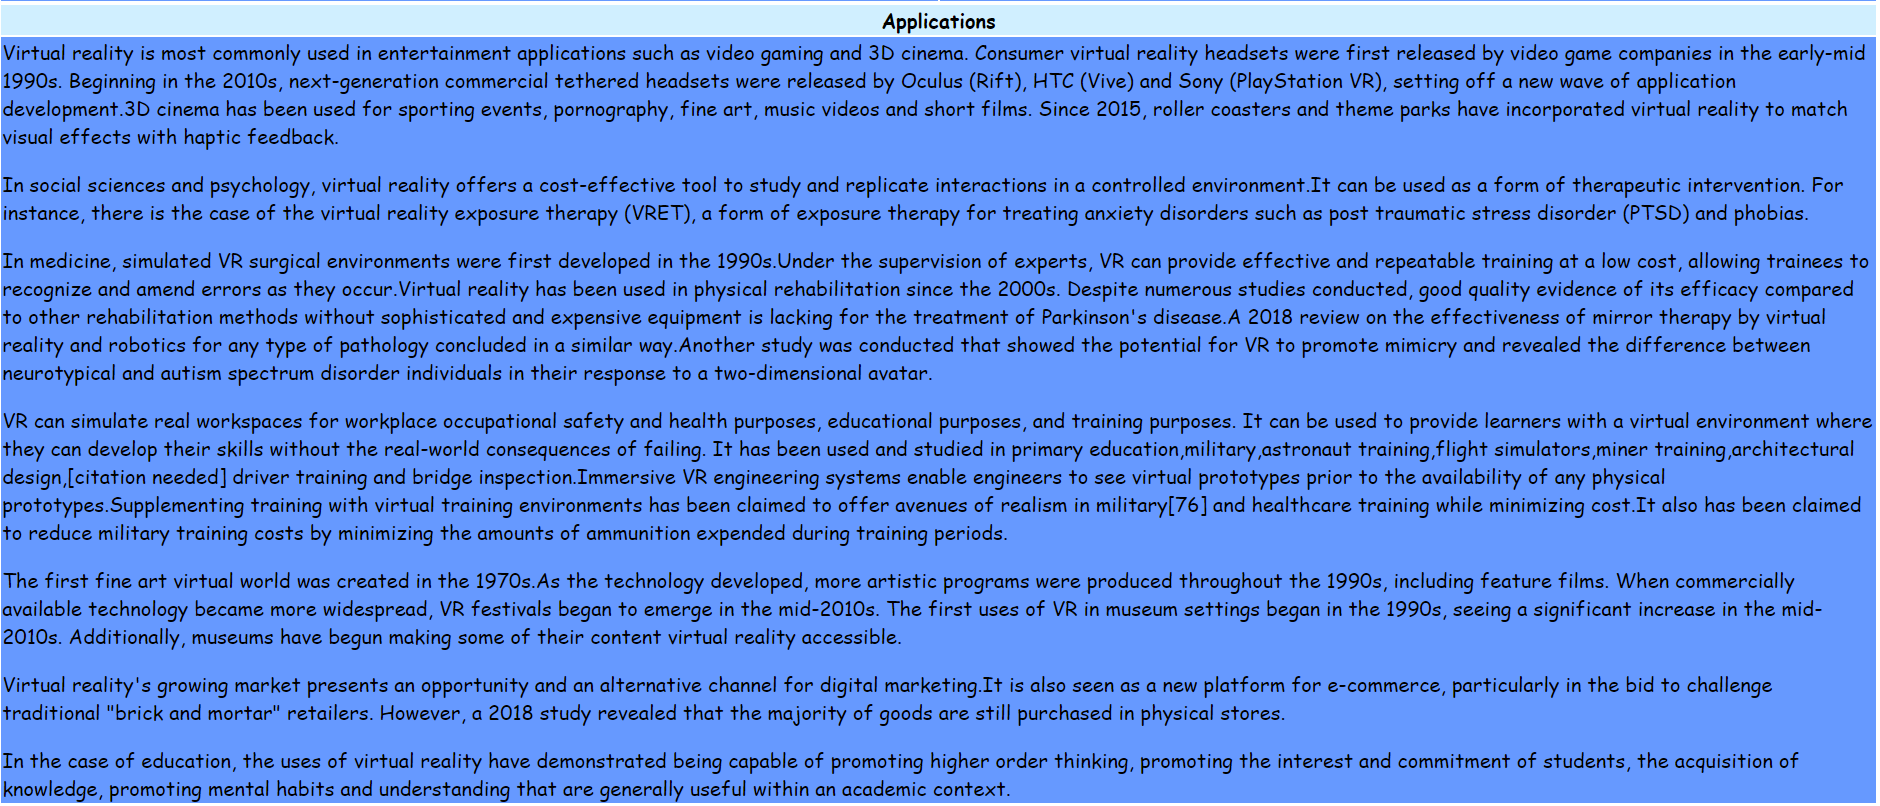 Applications
Virtual reality is most commonly used in entertainment applications such as video gaming and 3D cinema. Consumer virtual reality headsets were first released by video game companies in the early-mid
1990s. Beginning in the 2010s, next-generation commercial tethered headsets were released by Oculus (Rift), HTC (Vive) and Sony (PlayStation VR), setting off a new wave of application
development.3D cinema has been used for sporting events, pornography, fine art, music videos and short films. Since 2015, roller coasters and theme parks have incorporated virtual reality to match
visual effects with haptic feedback.
In social sciences and psychology, virtual reality offers a cost-effective tool to study and replicate interactions in a controlled environment.It can be used as a form of therapeutic intervention. For
instance, there is the case of the virtual reality exposure therapy (VRET), a form of exposure therapy for treating anxiety disorders such as post traumatic stress disorder (PTSD) and phobias.
In medicine, simulated VR surgical environments were first developed in the 1990s.Under the supervision of experts, VR can provide effective and repeatable training at a low cost, allowing trainees to
recognize and amend errors as they occur.Virtual reality has been used in physical rehabilitation since the 2000s. Despite numerous studies conducted, good quality evidence of its efficacy compared
to other rehabilitation methods without sophisticated and expensive equipment is lacking for the treatment of Parkinson's disease.A 2018 review on the effectiveness of mirror therapy by virtual
reality and robotics for any type of pathology concluded in a similar way.Another study was conducted that showed the potential for VR to promote mimicry and revealed the difference between
neurotypical and autism spectrum disorder individuals in their response to a two-dimensional avatar.
VR can simulate real workspaces for workplace occupational safety and health purposes, educational purposes, and training purposes. It can be used to provide learners with a virtual environment where
they can develop their skills without the real-world consequences of failing. It has been used and studied in primary education,military,astronaut training,flight simulators,miner training,architectural
design,[citation needed] driver training and bridge inspection.Immersive VR engineering systems enable engineers to see virtual prototypes prior to the availability of any physical
prototypes.Supplementing training with virtual training environments has been claimed to offer avenues of realism in military[76] and healthcare training while minimizing cost.It also has been claimed
to reduce military training costs by minimizing the amounts of ammunition expended during training periods.
The first fine art virtual world was created in the 1970s.As the technology developed, more artistic programs were produced throughout the 1990s, including feature films. When commercially
available technology became more widespread, VR festivals began to emerge in the mid-2010s. The first uses of VR in museum settings began in the 1990s, seeing a significant increase in the mid-
2010s. Additionally, museums have begun making some of their content virtual reality accessible.
Virtual reality's growing market presents an opportunity and an alternative channel for digital marketing.It is also seen as a new platform for e-commerce, particularly in the bid to challenge
traditional "brick and mortar" retailers. However, a 2018 study revealed that the majority of goods are still purchased in physical stores.
In the case of education, the uses of virtual reality have demonstrated being capable of promoting higher order thinking, promoting the interest and commitment of students, the acquisition of
knowledge, promoting mental habits and understanding that are generally useful within an academic context.